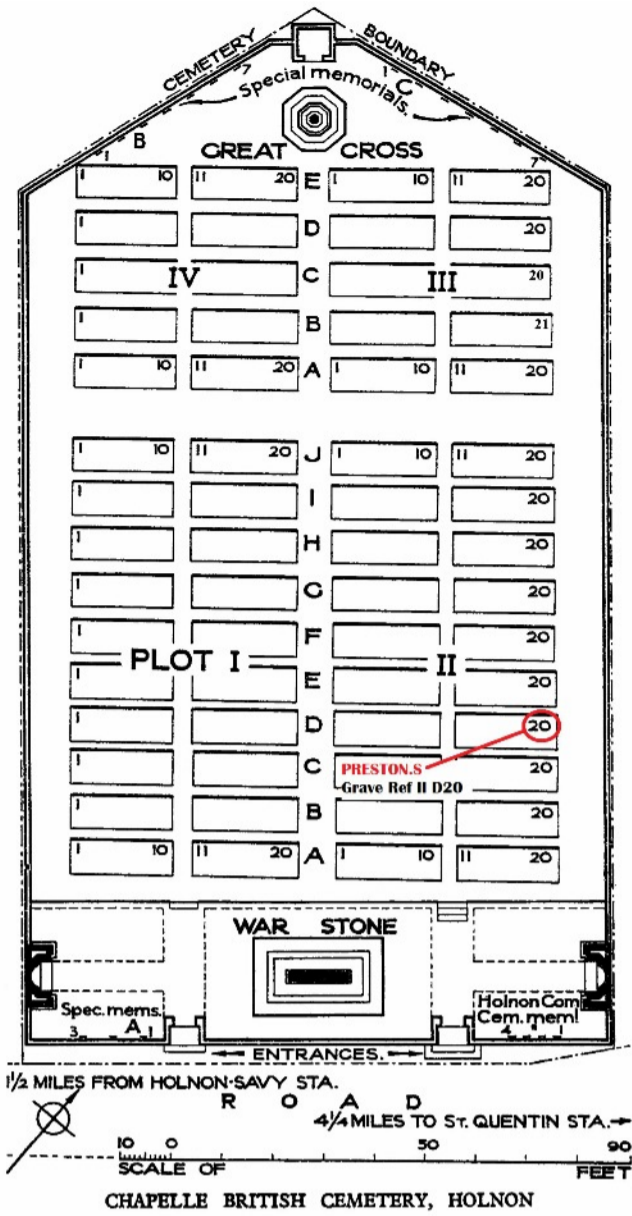 CEMETERY BOUNDARY
7 Special memorials. 1 C
B
1 7
GREAT CROSS
1 10 11 20 E 1 10 11 20
1 D 20
1 IV C III 20
1 B 21
1 10 11 20 A 1 10 11 20
1 10 11 20 J 1 10 11 20
1 I 20
1 H 20
1 G 20
1 F 20
PLOT I II
1 E 20
1 D 20
PRESTON.S
1 C 20
Grave Ref II D20
1 B 20
1 10 11 20 A 1 10 11 20
WAR STONE
Spec. mems.
3 A 1
Holnon Com.
Cem. meml.
4 1
ENTRANCES.
1½ MILES FROM HOLNON-SAVY STA.
ROAD
4¼ MILES TO ST. QUENTIN STA.
10 0 50 90
SCALE OF FEET
CHAPELLE BRITISH CEMETERY, HOLNON